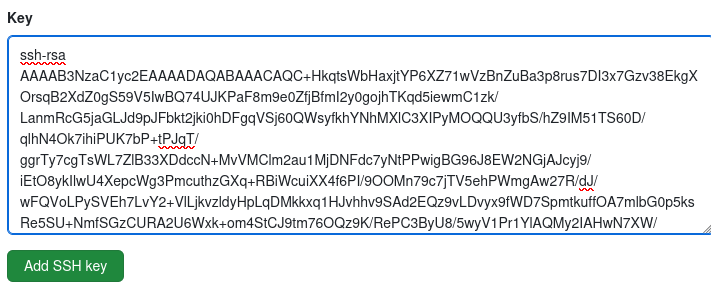 Key
ssh-rsa
AAAAB3NzaC1yc2EAAAADAQABAAACAQC+HkqtsWbHaxjtYP6XZ71wVzBnZuBa3p8rus7DI3x7Gzv38EkgX
OrsqB2XdZ0gS59V5IwBQ74UJKPaF8m9e0ZfjBfmI2y0gojhTKqd5iewmC1zk/
LanmRcG5jaGLJd9pJFbkt2jki0hDFgqVSj60QWsyfkhYNhMXlC3XIPyMOQQU3yfbS/hZ9IM51TS60D/
qlhN4Ok7ihiPUK7bP+tPJqT/
ggrTy7cgTsWL7ZlB33XDdccN+MvVMClm2au1MjDNFdc7yNtPPwigBG96J8EW2NGjAJcyj9/
iEtO8ykIlwU4XepcWg3PmcuthzGXq+RBiWcuiXX4f6PI/9OOMn79c7jTV5ehPWmgAw27R/dJ/
wFQVoLPySVEh7LvY2+VlLjkvzldyHpLqDMkkxq1HJvhhv9SAd2EQz9vLDvyx9fWD7SpmtkuffOA7mlbG0p5ks
Re5SU+NmfSGzCURA2U6Wxk+om4StCJ9tm76OQz9K/RePC3ByU8/5wyV1Pr1YlAQMy2IAHwN7XW/
Add SSH key